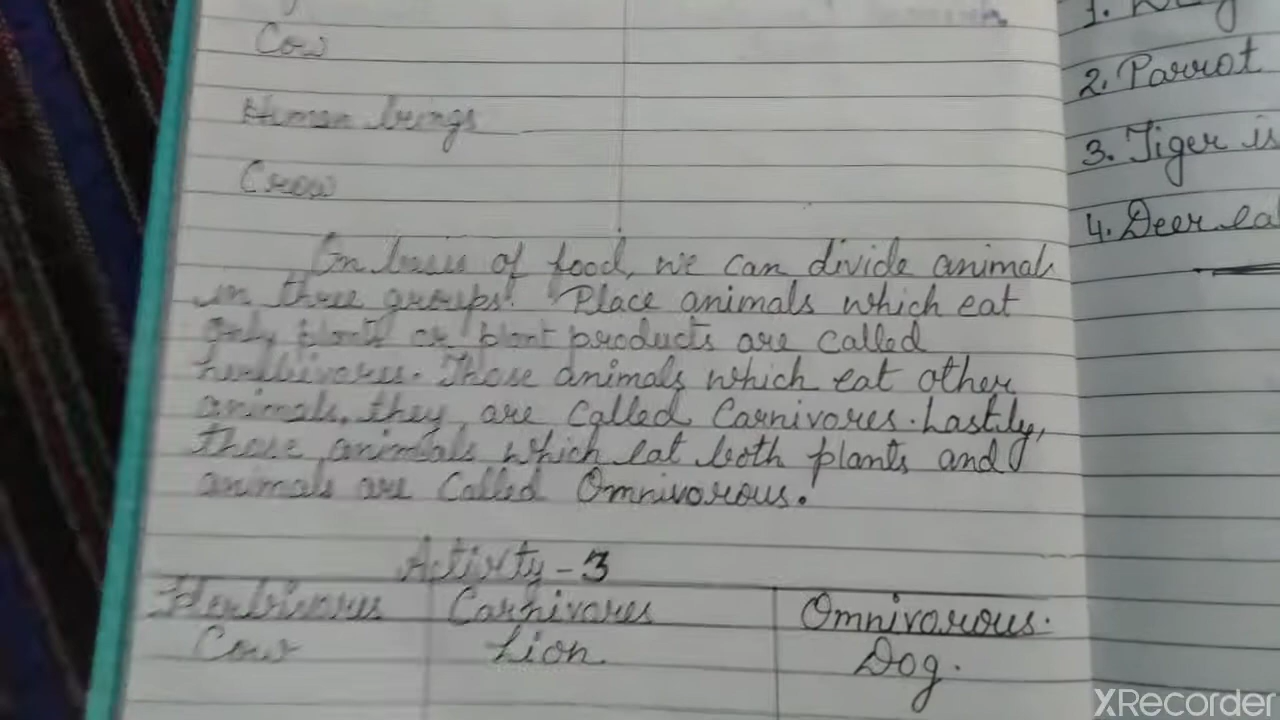 Cow
Human beings
Crow
On basis of food, we can divide animals
in three groups. Place animals which eat
only plants or plant products are called
herbivores. Those animals which eat other
animals, they are called Carnivores. Lastly,
those animals which eat both plants and
animals are called Omnivorous.
Activity-3
Herbivores Carnivores Omnivorous.
Cow Lion. Dog.
2. Parrot
3. Tiger is
4. Deer ea
XRecorder